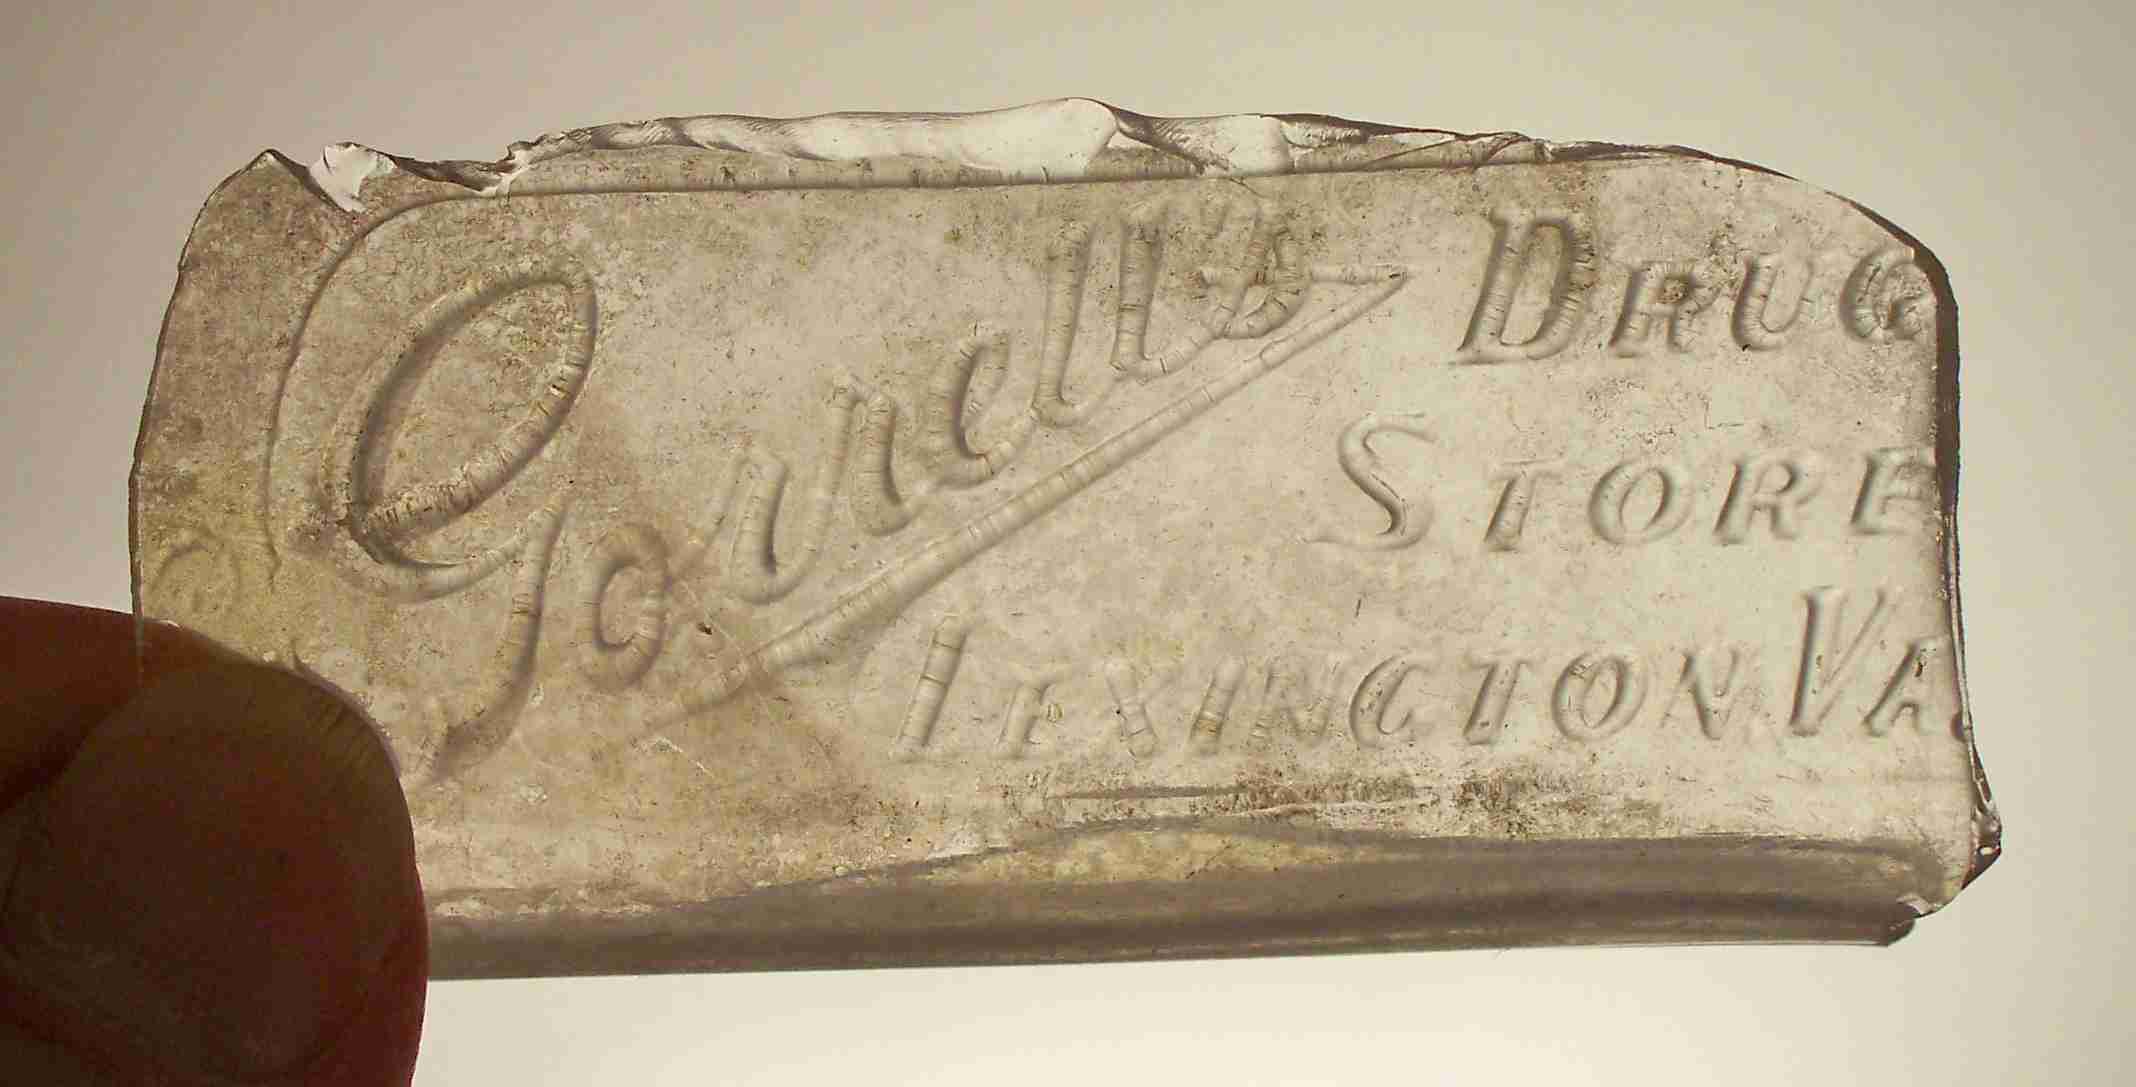 Gorrell's
DRUG
STORE
LEXINGTON VA.